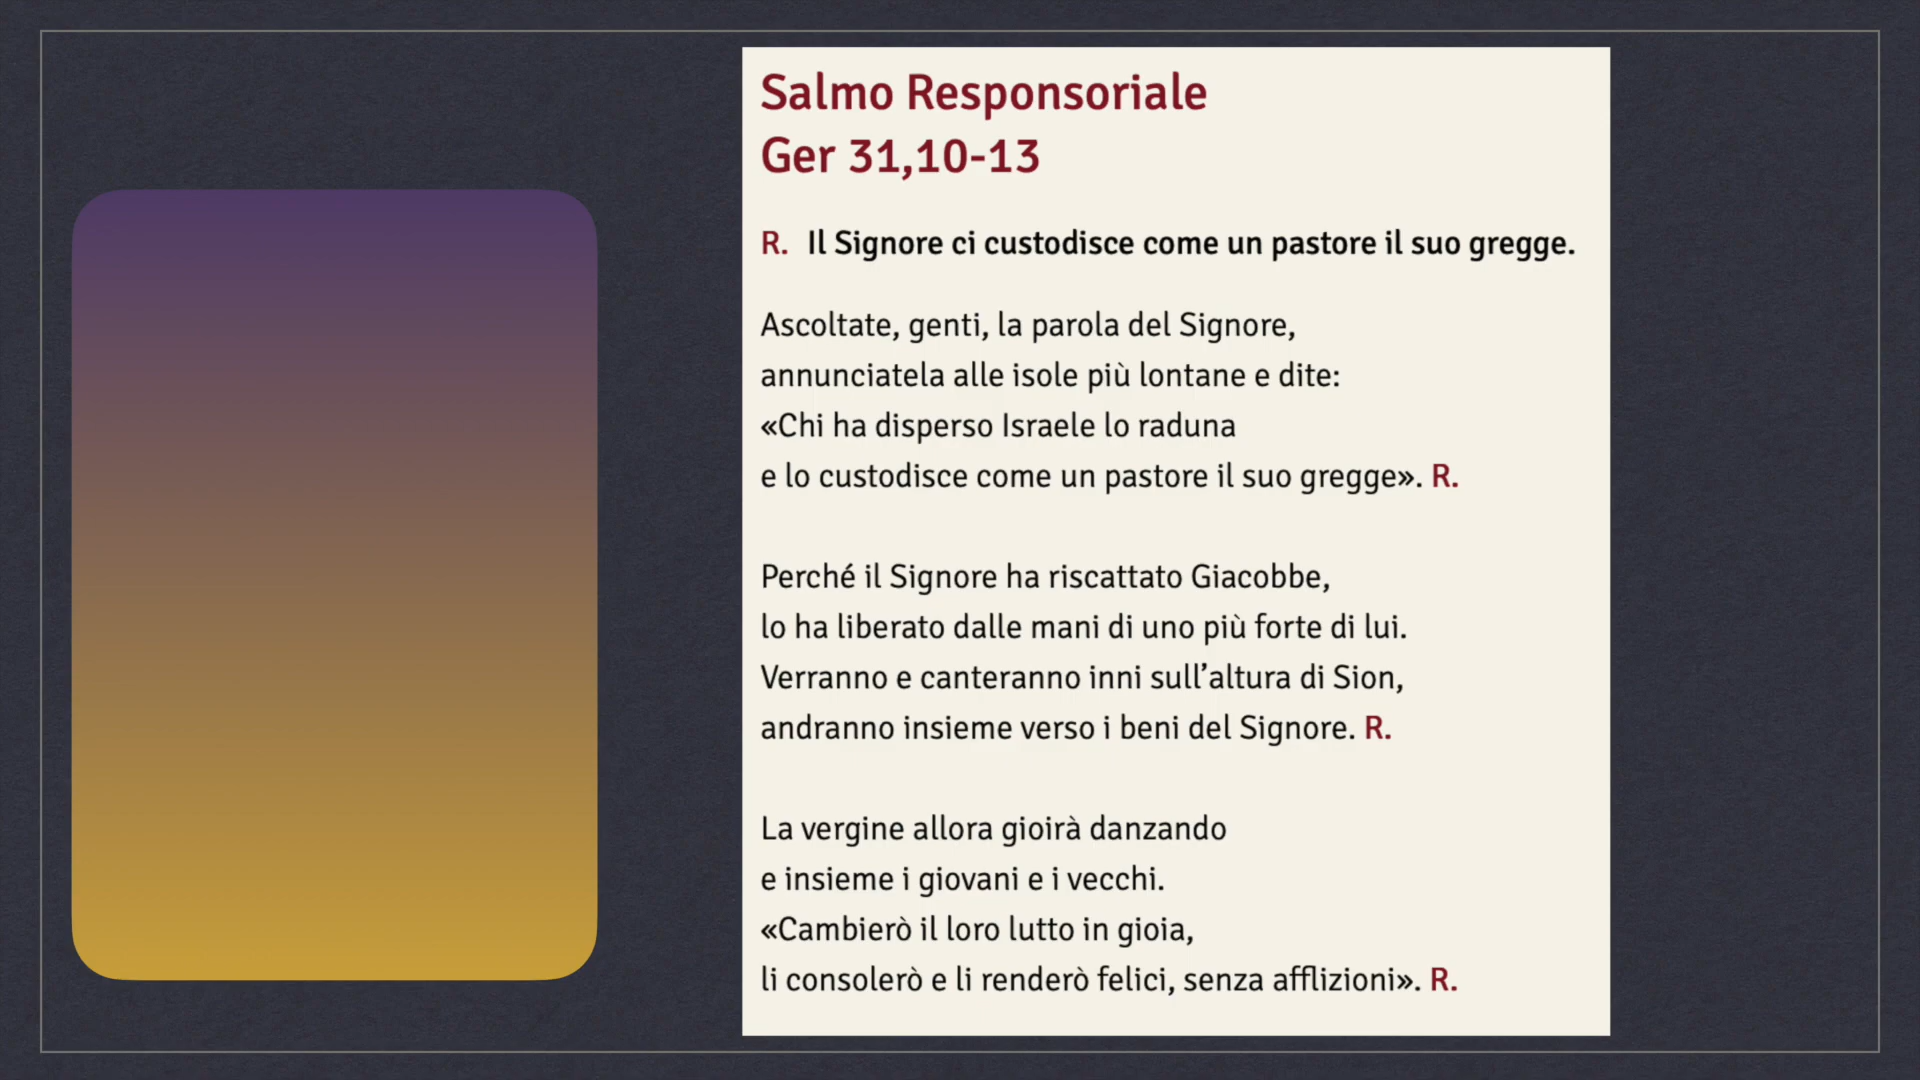 Salmo Responsoriale
Ger 31,10-13
R. Il Signore ci custodisce come un pastore il suo gregge.
Ascoltate, genti, la parola del Signore,
annunciatela alle isole più lontane e dite:
«Chi ha disperso Israele lo raduna
e lo custodisce come un pastore il suo gregge». R.
Perché il Signore ha riscattato Giacobbe,
lo ha liberato dalle mani di uno più forte di lui.
Verranno e canteranno inni sull’altura di Sion,
andranno insieme verso i beni del Signore. R.
La vergine allora gioirà danzando
e insieme i giovani e i vecchi.
«Cambierò il loro lutto in gioia,
li consolerò e li renderò felici, senza afflizioni». R.